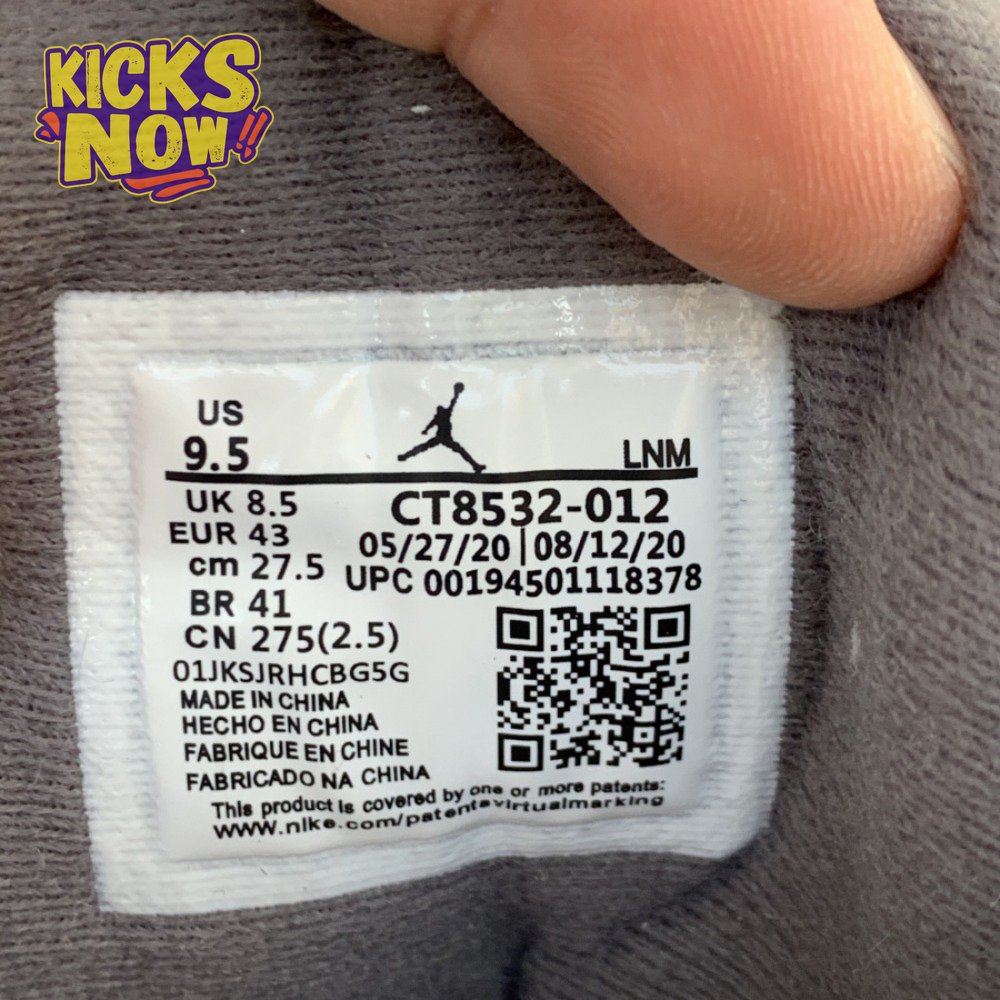 KICKS
NOW!!
US
9.5
LNM
UK 8.5
CT8532-012
EUR 43
05/27/20|08/12/20
cm 27.5
UPC 00194501118378
BR 41
CN 275(2.5)
01JKSJRHCBG5G
MADE IN CHINA
HECHO EN CHINA
FABRIQUE EN CHINE
FABRICADO NA CHINA
This product is covered by one or more patents:
www.nike.com/patentsvirtualmarking